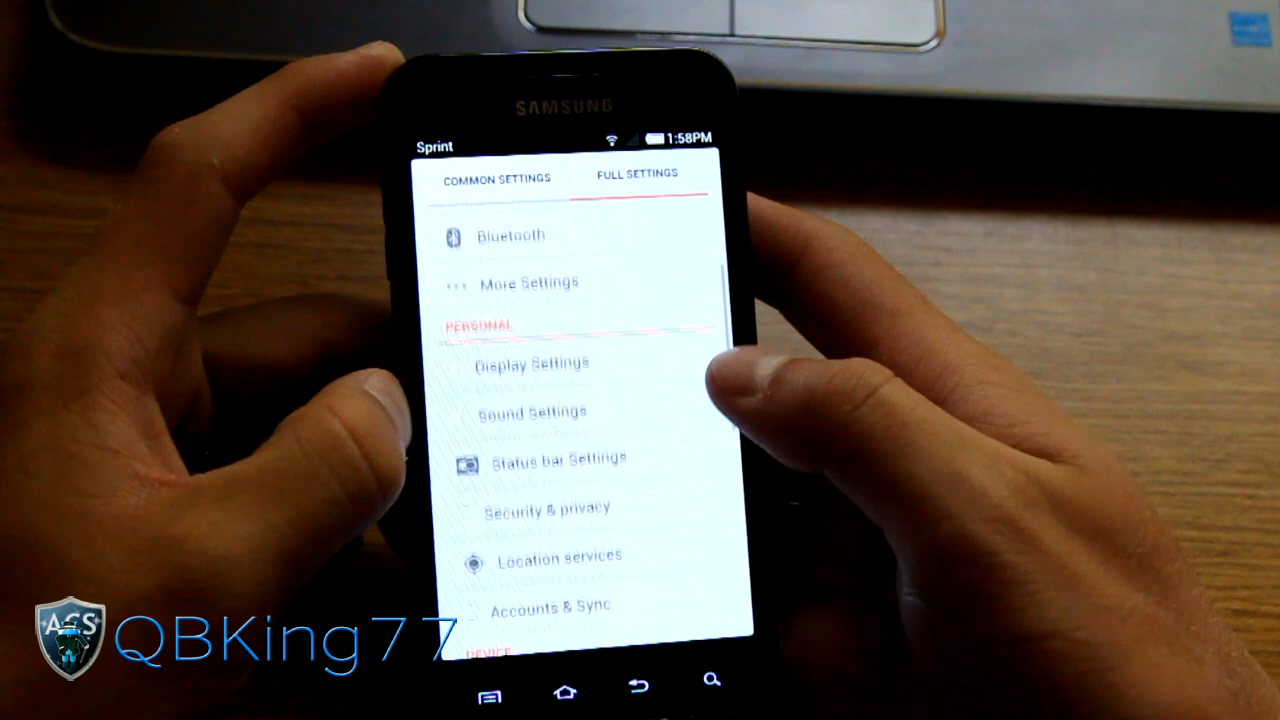 SAMSUNG
Sprint 1:58PM
COMMON SETTINGS FULL SETTINGS
Bluetooth
More Settings
PERSONAL
Display Settings
Sound Settings
Status bar Settings
Security & privacy
Location services
Accounts & Sync
DEVICE
ACS QBKing77